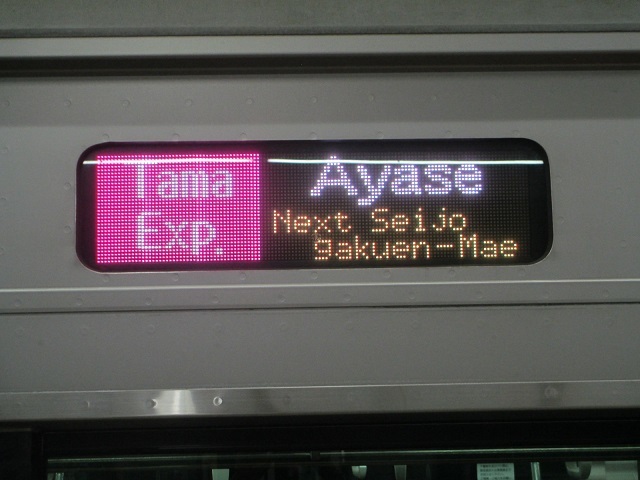 Tama
Exp.
Ayase
Next Seijo
gakuen-Mae